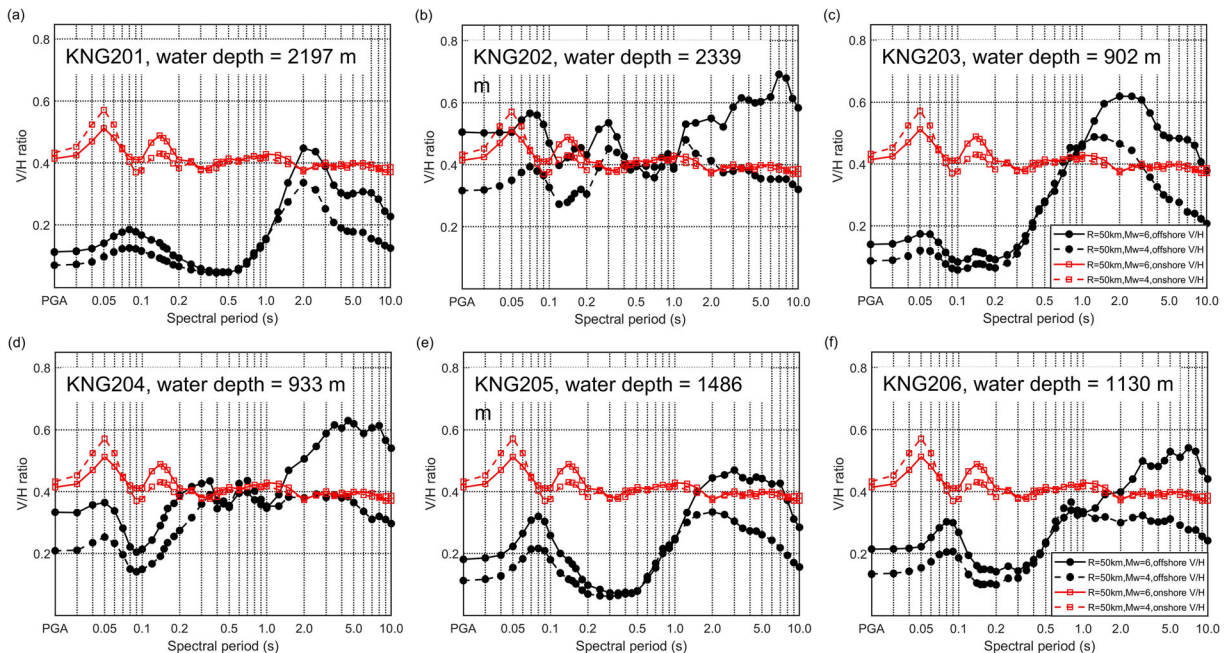 (a)
KNG201, water depth = 2197 m
0.8
0.6
0.4
0.2
V/H ratio
PGA 0.05 0.1 0.2 0.5 1.0 2.0 5.0 10.0
Spectral period (s)
(b)
KNG202, water depth = 2339
m
0.8
0.6
0.4
0.2
V/H ratio
PGA 0.05 0.1 0.2 0.5 1.0 2.0 5.0 10.0
Spectral period (s)
(c)
KNG203, water depth = 902 m
0.8
0.6
0.4
0.2
V/H ratio
R=50km,Mw=6,offshore V/H
R=50km,Mw=4,offshore V/H
R=50km,Mw=6,onshore V/H
R=50km,Mw=4,onshore V/H
PGA 0.05 0.1 0.2 0.5 1.0 2.0 5.0 10.0
Spectral period (s)
(d)
KNG204, water depth = 933 m
0.8
0.6
0.4
0.2
V/H ratio
PGA 0.05 0.1 0.2 0.5 1.0 2.0 5.0 10.0
Spectral period (s)
(e)
KNG205, water depth = 1486
m
0.8
0.6
0.4
0.2
V/H ratio
PGA 0.05 0.1 0.2 0.5 1.0 2.0 5.0 10.0
Spectral period (s)
(f)
KNG206, water depth = 1130 m
0.8
0.6
0.4
0.2
V/H ratio
R=50km,Mw=6,offshore V/H
R=50km,Mw=4,offshore V/H
R=50km,Mw=6,onshore V/H
R=50km,Mw=4,onshore V/H
PGA 0.05 0.1 0.2 0.5 1.0 2.0 5.0 10.0
Spectral period (s)